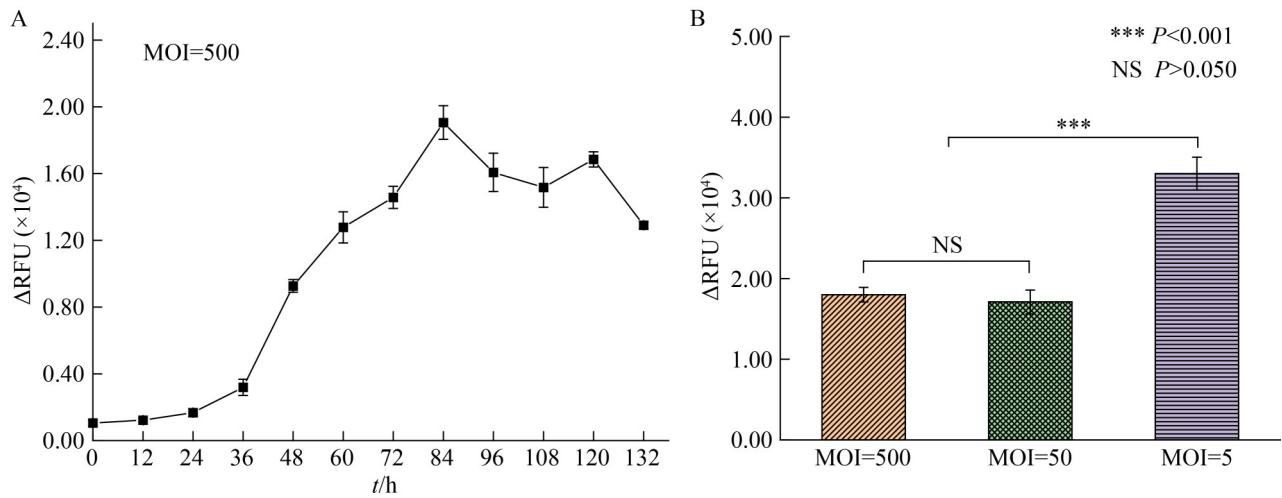 A
MOI=500
ΔRFU (×10⁴)
2.40
2.00
1.60
1.20
0.80
0.40
0.00
0 12 24 36 48 60 72 84 96 108 120 132
t/h
B
*** P<0.001
NS P>0.050
ΔRFU (×10⁴)
5.00
4.00
3.00
2.00
1.00
0.00
***
NS
MOI=500 MOI=50 MOI=5